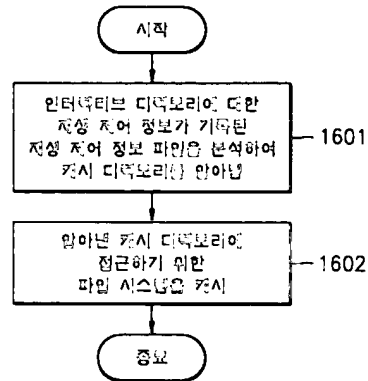 시작
인터랙티브 디렉토리에 대한
재생 제어 정보가 기록된
재생 제어 정보 파일을 분석하여
캐시 디렉토리를 알아냄
1601
알아낸 캐시 디렉토리에
접근하기 위한
파일 시스템을 캐시
1602
종료